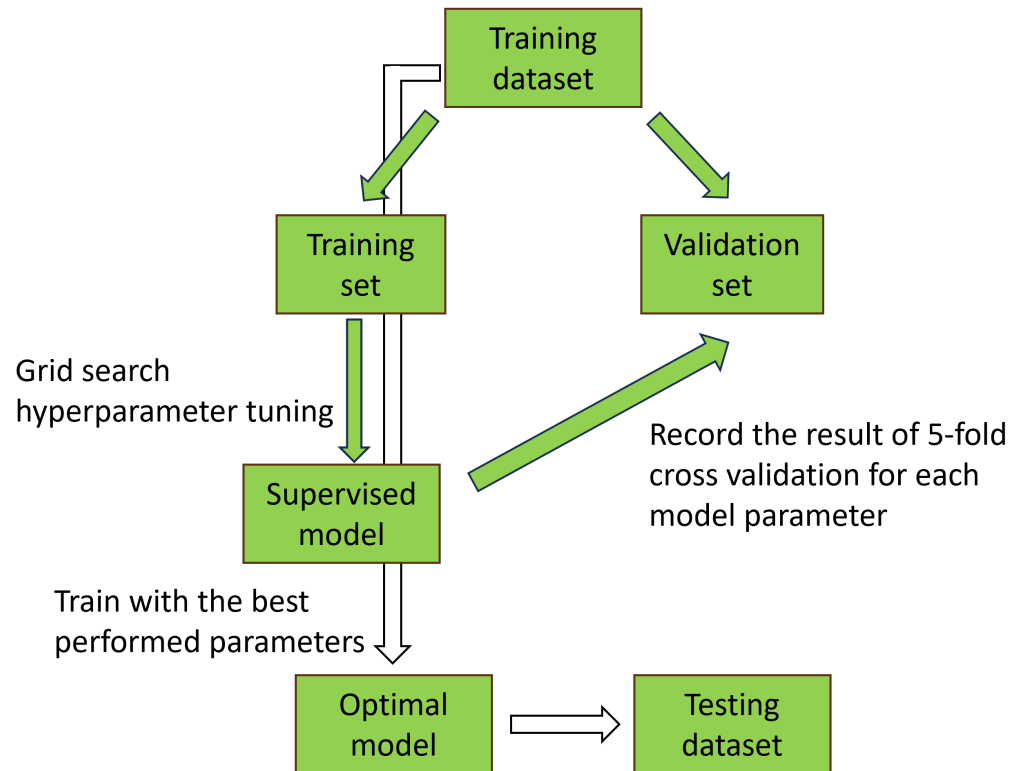 Training
dataset
Training
set
Validation
set
Grid search
hyperparameter tuning
Record the result of 5-fold
cross validation for each
model parameter
Supervised
model
Train with the best
performed parameters
Optimal
model
Testing
dataset